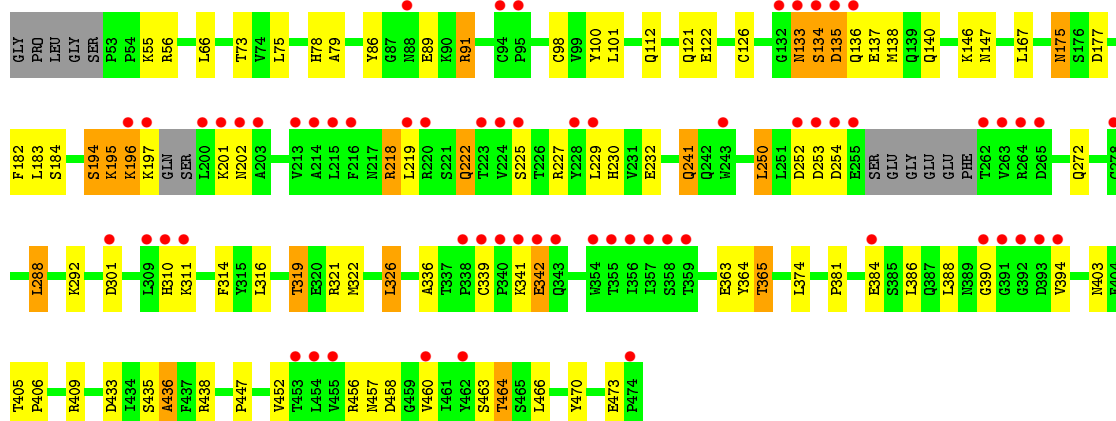 GLY PRO LEU GLY SER P53 P54 K55 R56 L66 T73 V74 L75 H78 A79 Y86 G87 N88 E89 K90 R91 C94 P95 C98 V99 Y100 L101 Q112 Q121 E122 C126 G132 N133 S134 D135 Q136 E137 M138 Q139 Q140 K146 N147 L167 N175 S176 D177
F182 L183 S184 S194 K195 K196 K197 GLN SER L200 K201 N202 A203 V213 A214 L215 F216 N217 R218 L219 R220 S221 Q222 T223 V224 S225 T226 R227 Y228 L229 H230 V231 E232 Q241 Q242 W243 L250 L251 D252 D253 D254 E255 SER GLU GLY GLU GLU PHE T262 V263 R264 D265 Q272
L288 K292 D301 L309 H310 K311 F314 Y315 L316 T319 E320 R321 M322 L326 A336 T337 P338 C339 P340 K341 E342 Q343 W354 T355 I356 I357 S358 T359 E363 Y364 T365 L374 P381 E384 S385 L386 Q387 L388 N389 G390 G391 G392 D393 V394 N403
T405 P406 R409 D433 I434 S435 A436 F437 R438 P447 V452 T453 L454 V455 R456 N457 D458 G459 V460 I461 Y462 S463 T464 S465 L466 Y470 E473 P474